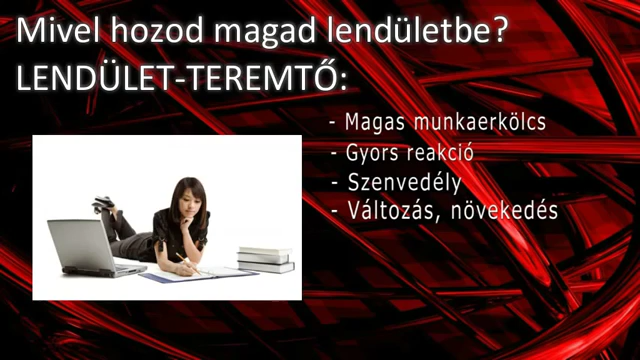 Mivel hozod magad lendületbe?
LENDÜLET-TEREMTŐ:
- Magas munkaerkölcs
- Gyors reakció
- Szenvedély
- Változás, növekedés